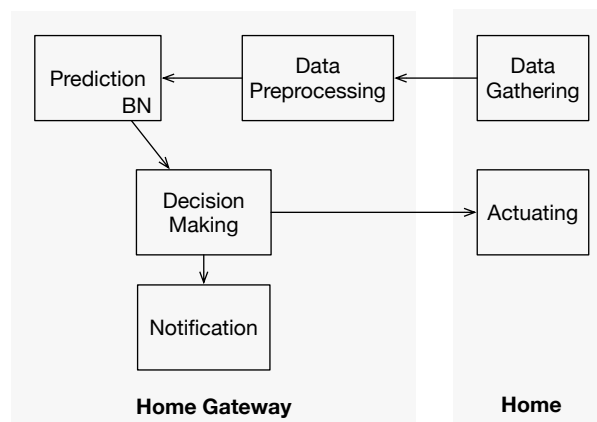 Prediction
BN
Data
Preprocessing
Data
Gathering
Decision
Making
Actuating
Notification
Home Gateway
Home